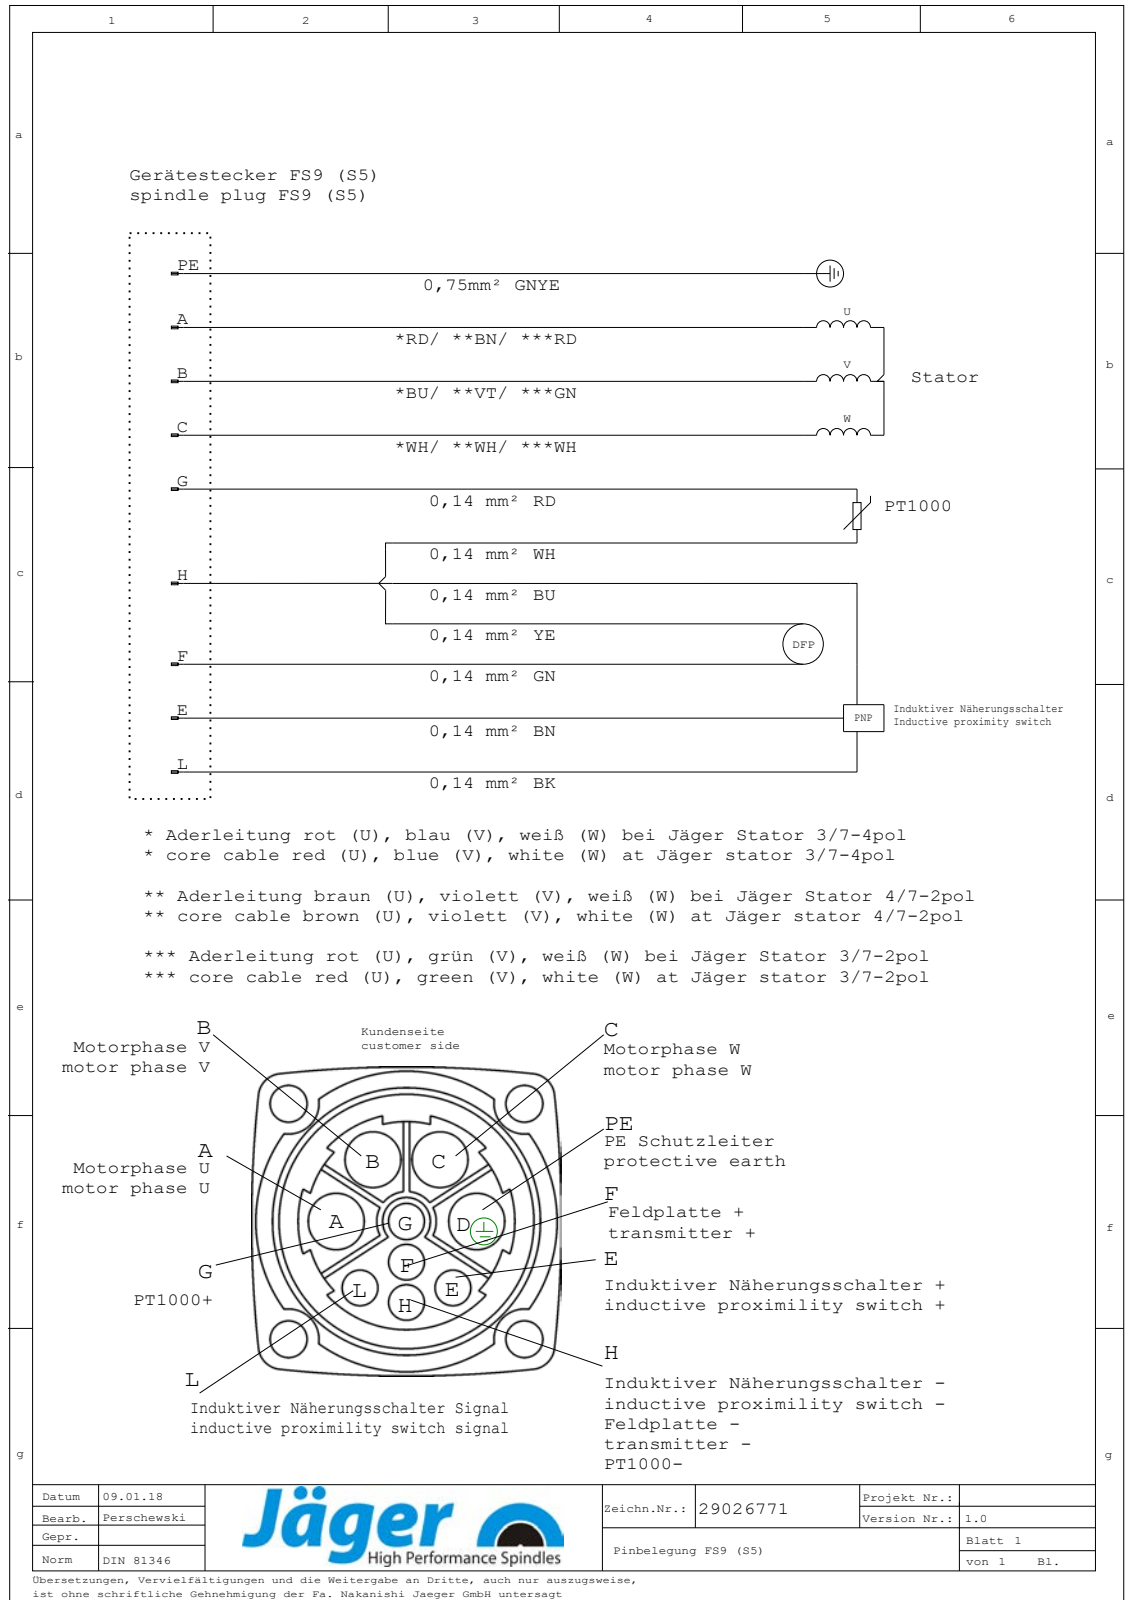 1 2 3 4 5 6
a a
Gerätestecker FS9 (S5)
spindle plug FS9 (S5)
PE
0,75mm² GNYE
A
U
*RD/ **BN/ ***RD
b b
B
V
Stator
*BU/ **VT/ ***GN
C
W
*WH/ **WH/ ***WH
G
0,14 mm² RD
PT1000
0,14 mm² WH
c c
H
0,14 mm² BU
0,14 mm² YE
DFP
F
0,14 mm² GN
E
PNP
Induktiver Näherungsschalter
Inductive proximity switch
0,14 mm² BN
L
0,14 mm² BK
d d
* Aderleitung rot (U), blau (V), weiß (W) bei Jäger Stator 3/7-4pol
* core cable red (U), blue (V), white (W) at Jäger stator 3/7-4pol
** Aderleitung braun (U), violett (V), weiß (W) bei Jäger Stator 4/7-2pol
** core cable brown (U), violett (V), white (W) at Jäger stator 4/7-2pol
*** Aderleitung rot (U), grün (V), weiß (W) bei Jäger Stator 3/7-2pol
*** core cable red (U), green (V), white (W) at Jäger stator 3/7-2pol
e e
B
Motorphase V
motor phase V
Kundenseite
customer side
C
Motorphase W
motor phase W
PE
PE Schutzleiter
protective earth
A
Motorphase U
motor phase U
B C
A G D
F
L E
H
F
Feldplatte +
transmitter +
f f
G
PT1000+
E
Induktiver Näherungsschalter +
inductive proximility switch +
H
Induktiver Näherungsschalter -
inductive proximility switch -
Feldplatte -
transmitter -
PT1000-
L
Induktiver Näherungsschalter Signal
inductive proximility switch signal
g g
Datum 09.01.18
Bearb. Perschewski
Gepr.
Norm DIN 81346
Jäger
High Performance Spindles
Zeichn.Nr.: 29026771
Pinbelegung FS9 (S5)
Projekt Nr.:
Version Nr.: 1.0
Blatt 1
von 1 Bl.
Übersetzungen, Vervielfältigungen und die Weitergabe an Dritte, auch nur auszugsweise,
ist ohne schriftliche Gehnehmigung der Fa. Nakanishi Jaeger GmbH untersagt